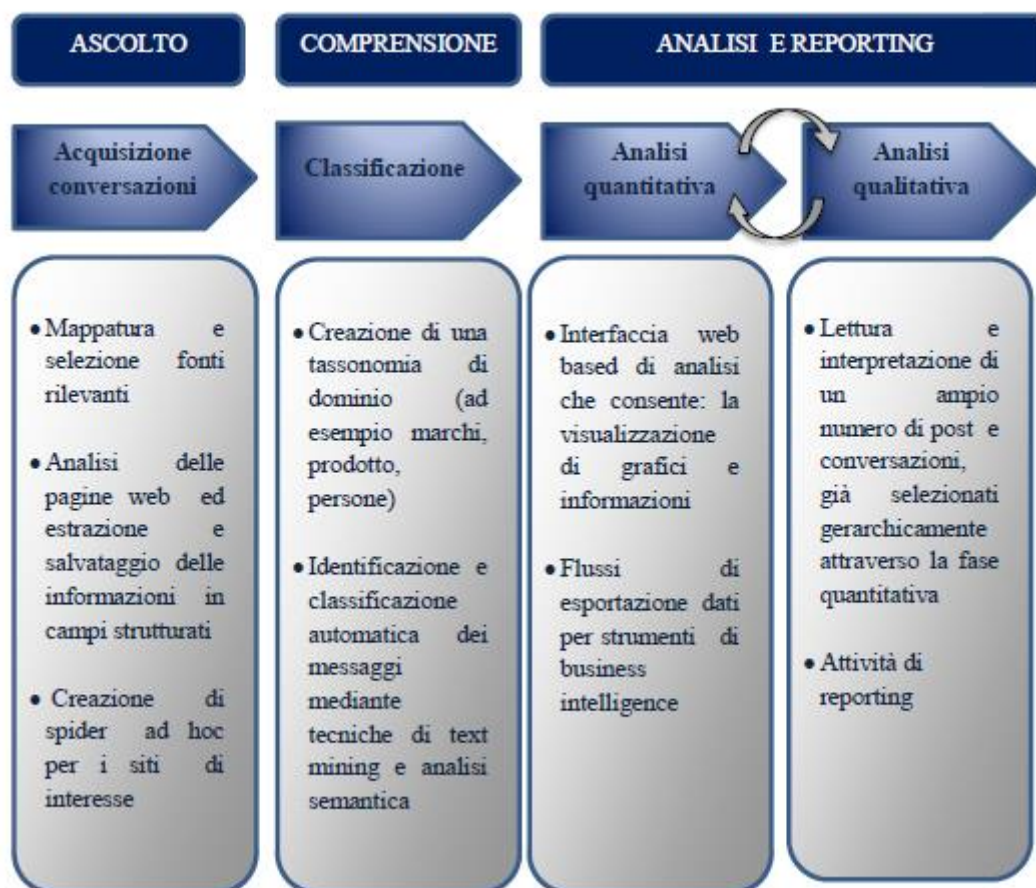 ASCOLTO
COMPRENSIONE
ANALISI E REPORTING
Acquisizione
conversazioni
Classificazione
Analisi
quantitativa
Analisi
qualitativa
• Mappatura e
selezione fonti
rilevanti
• Analisi delle
pagine web ed
estrazione e
salvataggio delle
informazioni in
campi strutturati
• Creazione di
spider ad hoc
per i siti di
interesse
• Creazione di una
tassonomia di
dominio (ad
esempio marchi,
prodotto,
persone)
• Identificazione e
classificazione
automatica dei
messaggi
mediante
tecniche di text
mining e analisi
semantica
• Interfaccia web
based di analisi
che consente: la
visualizzazione
di grafici e
informazioni
• Flussi di
esportazione dati
per strumenti di
business
intelligence
• Lettura e
interpretazione di
un ampio
numero di post e
conversazioni,
già selezionati
gerarchicamente
attraverso la fase
quantitativa
• Attività di
reporting